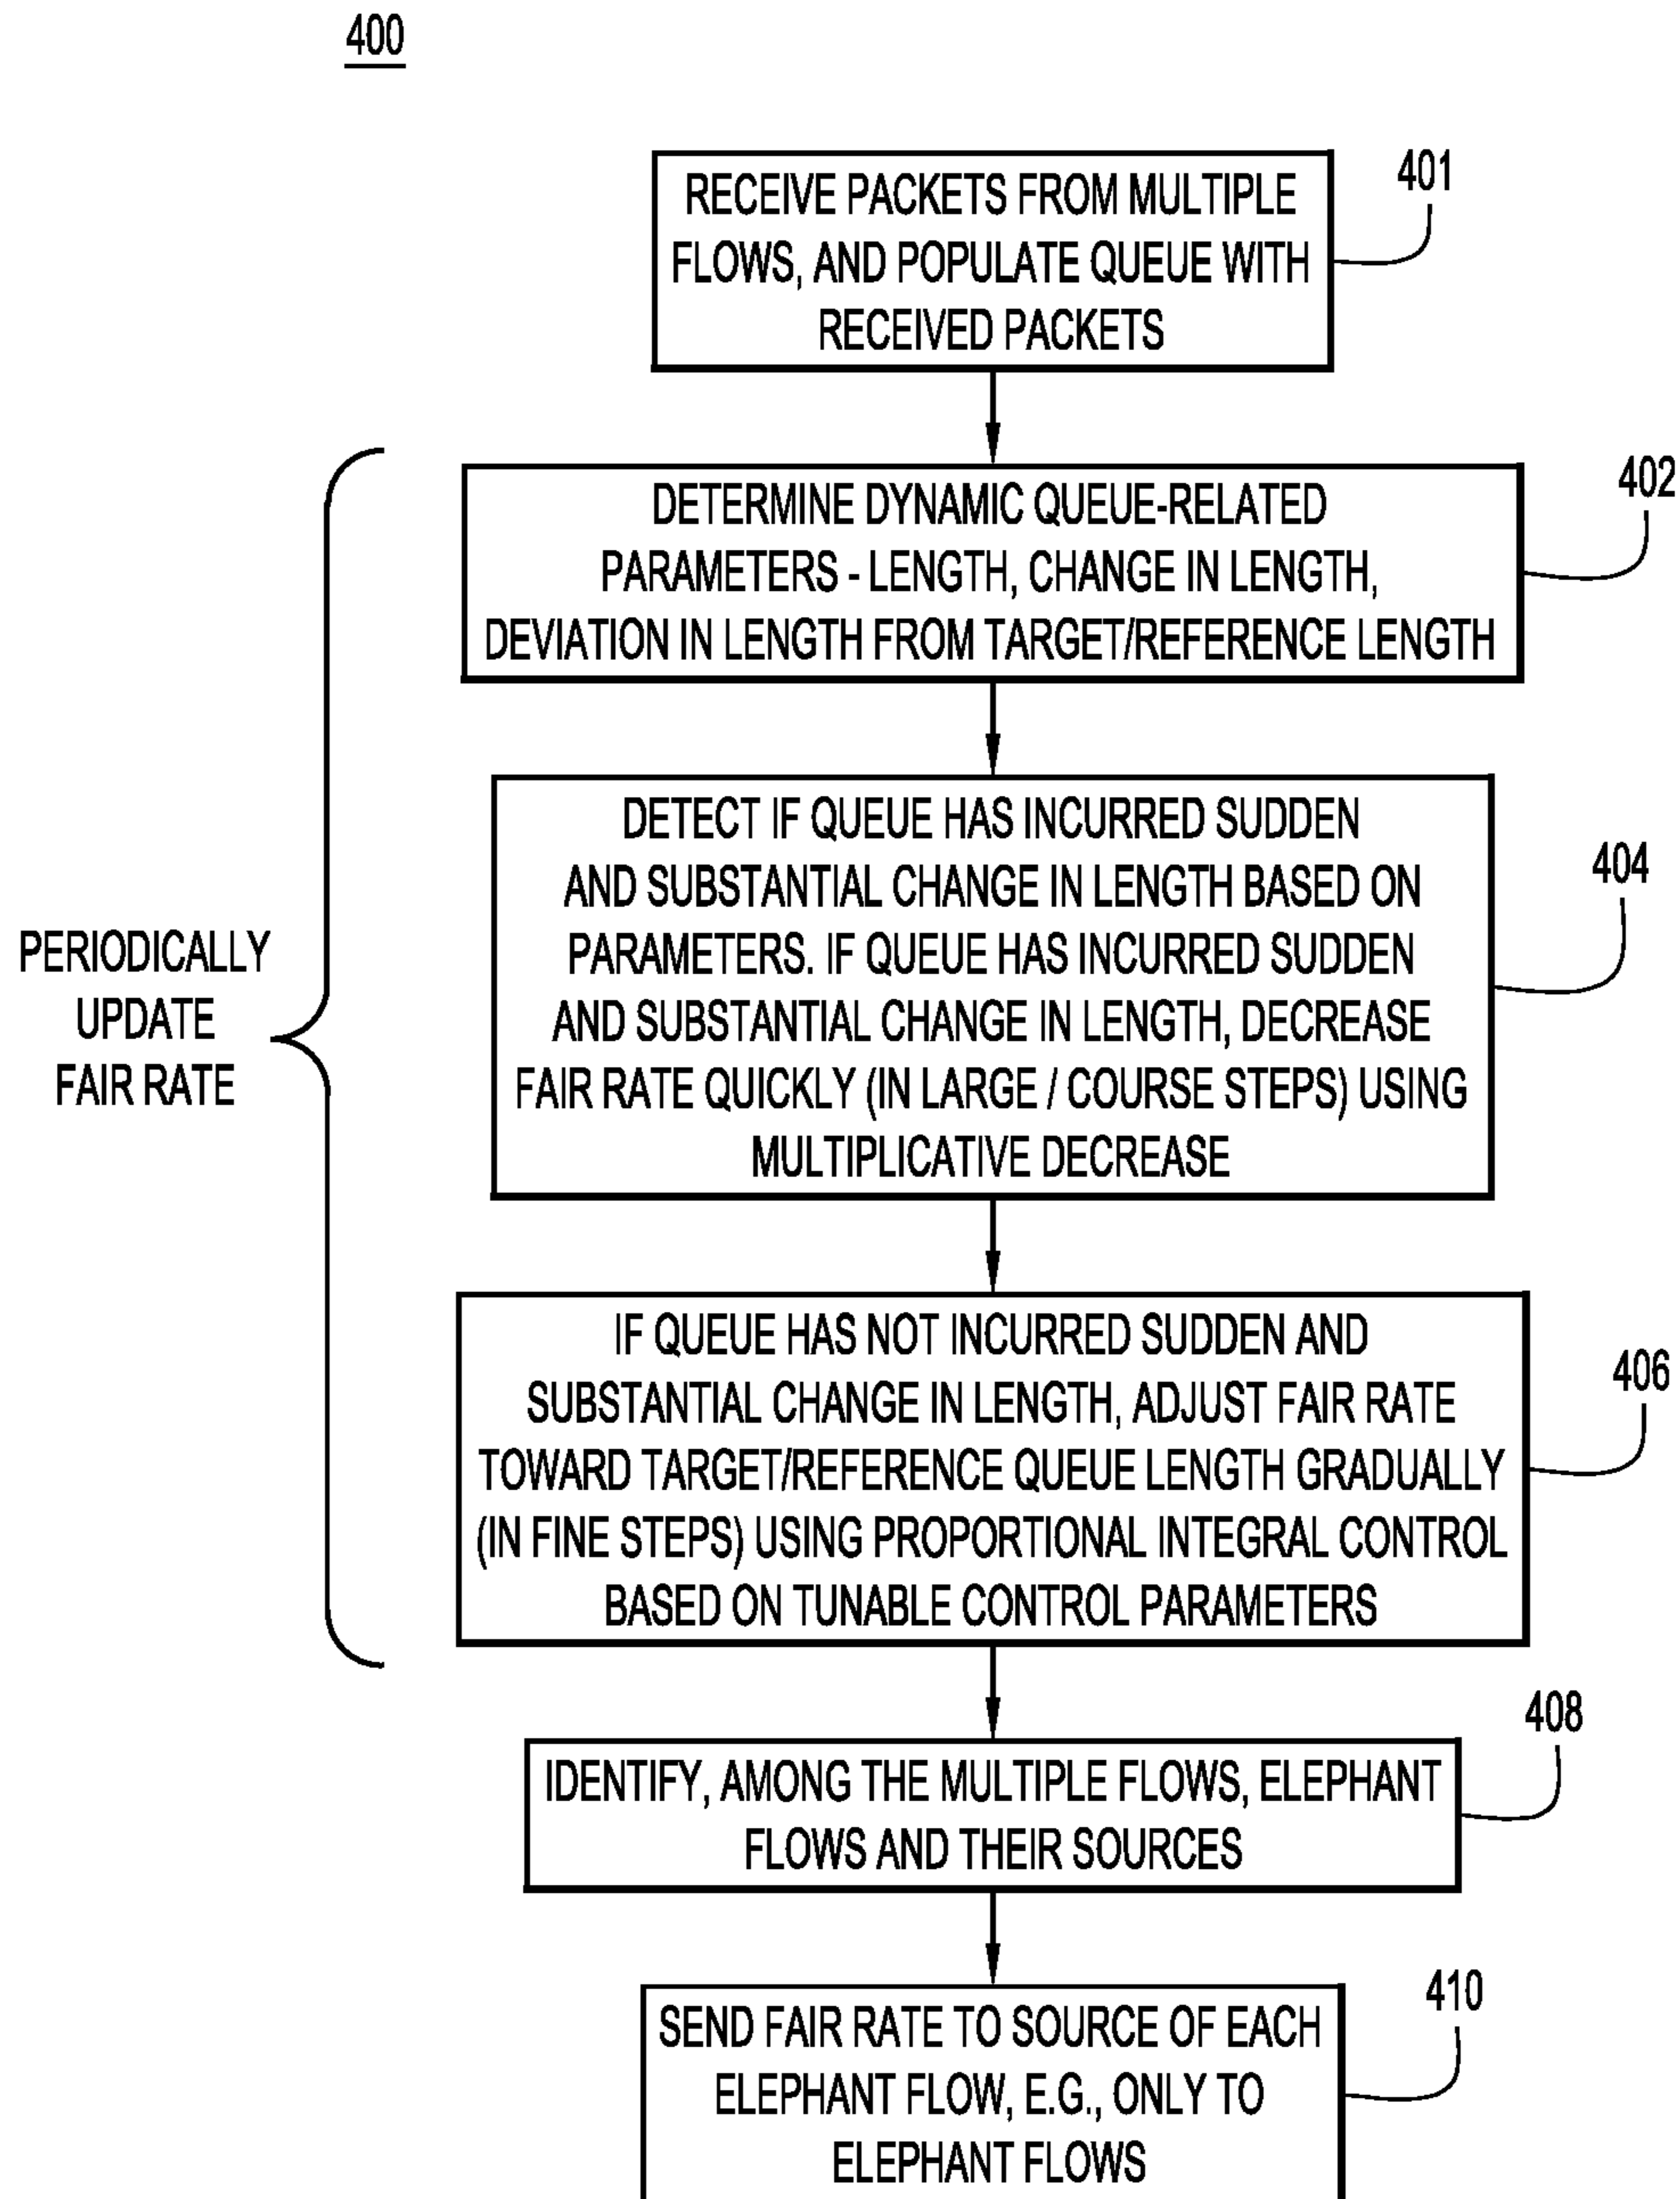 400
RECEIVE PACKETS FROM MULTIPLE
FLOWS, AND POPULATE QUEUE WITH
RECEIVED PACKETS
401
DETERMINE DYNAMIC QUEUE-RELATED
PARAMETERS - LENGTH, CHANGE IN LENGTH,
DEVIATION IN LENGTH FROM TARGET/REFERENCE LENGTH
402
PERIODICALLY
UPDATE
FAIR RATE
DETECT IF QUEUE HAS INCURRED SUDDEN
AND SUBSTANTIAL CHANGE IN LENGTH BASED ON
PARAMETERS. IF QUEUE HAS INCURRED SUDDEN
AND SUBSTANTIAL CHANGE IN LENGTH, DECREASE
FAIR RATE QUICKLY (IN LARGE / COURSE STEPS) USING
MULTIPLICATIVE DECREASE
404
IF QUEUE HAS NOT INCURRED SUDDEN AND
SUBSTANTIAL CHANGE IN LENGTH, ADJUST FAIR RATE
TOWARD TARGET/REFERENCE QUEUE LENGTH GRADUALLY
(IN FINE STEPS) USING PROPORTIONAL INTEGRAL CONTROL
BASED ON TUNABLE CONTROL PARAMETERS
406
IDENTIFY, AMONG THE MULTIPLE FLOWS, ELEPHANT
FLOWS AND THEIR SOURCES
408
SEND FAIR RATE TO SOURCE OF EACH
ELEPHANT FLOW, E.G., ONLY TO
ELEPHANT FLOWS
410